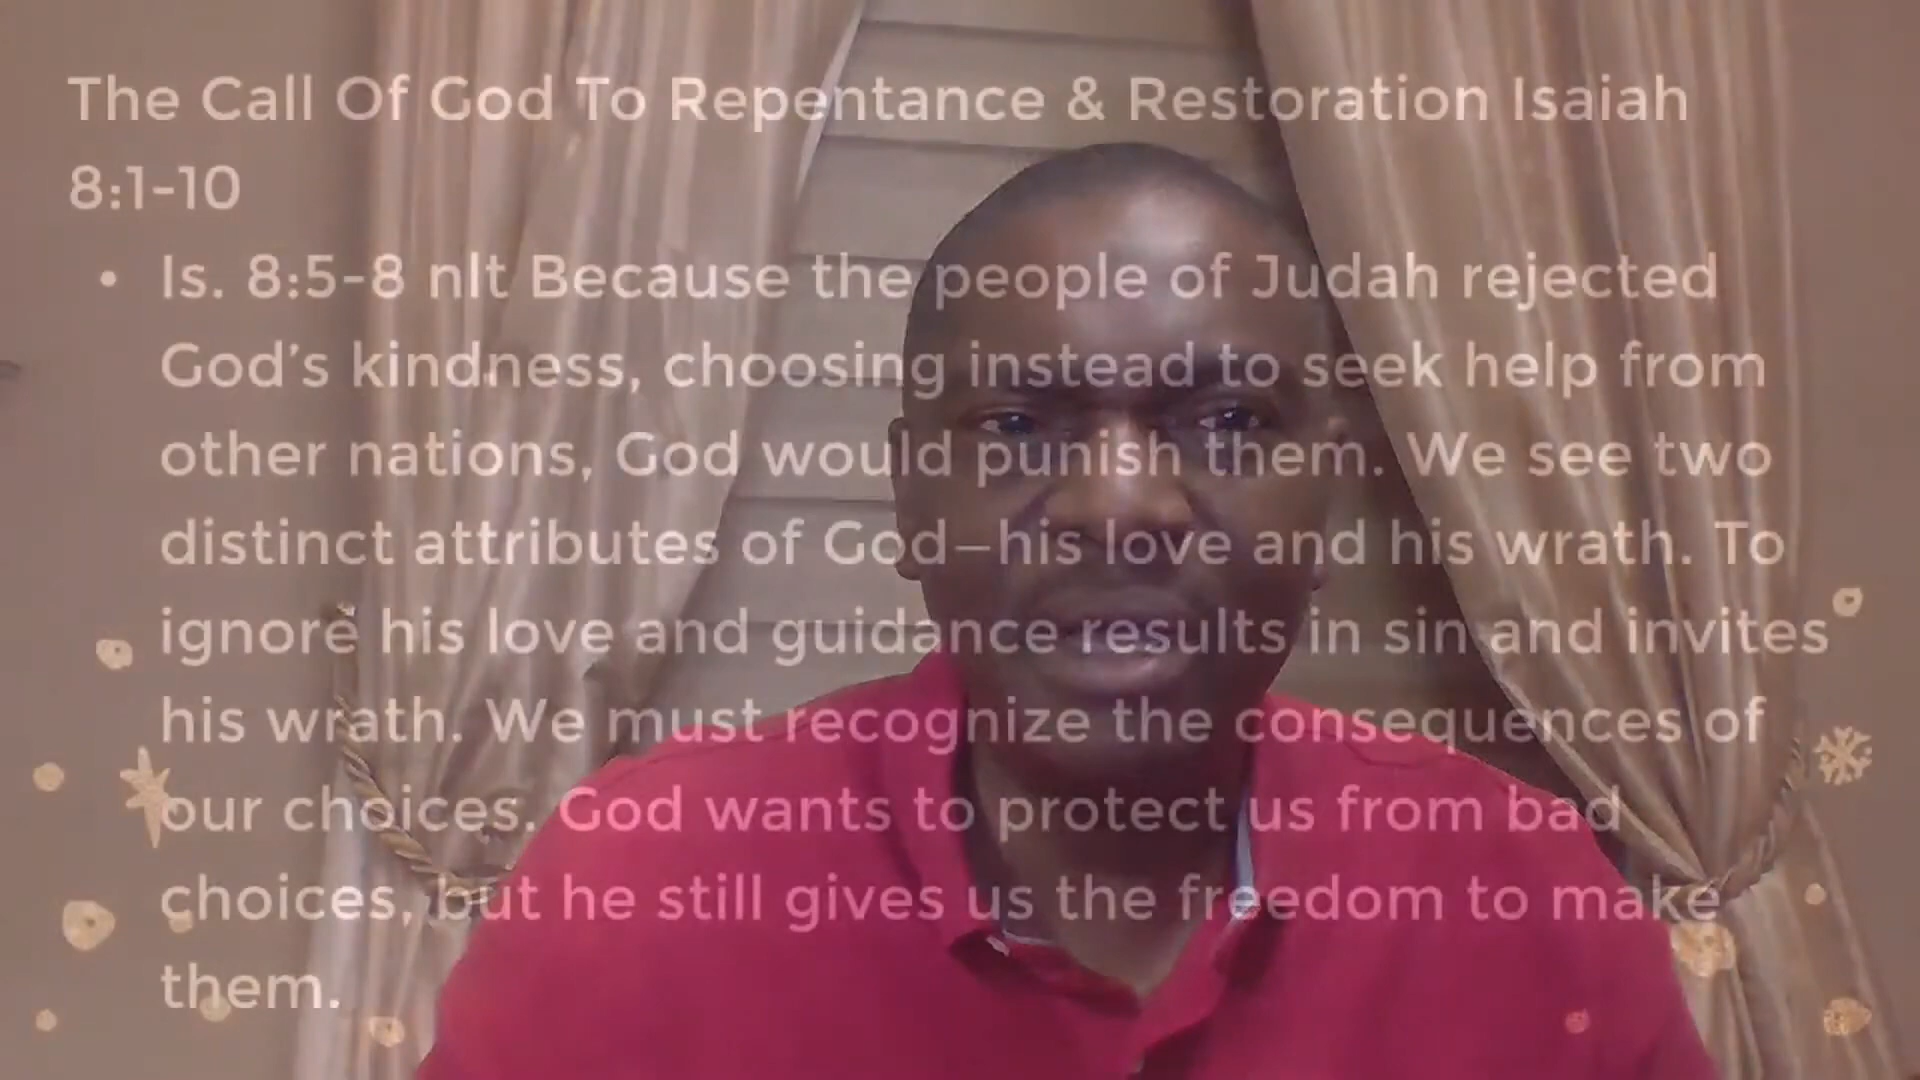 The Call Of God To Repentance & Restoration Isaiah
8:1-10
• Is. 8:5-8 nlt Because the people of Judah rejected
God’s kindness, choosing instead to seek help from
other nations, God would punish them. We see two
distinct attributes of God—his love and his wrath. To
ignore his love and guidance results in sin and invites
his wrath. We must recognize the consequences of
our choices. God wants to protect us from bad
choices, but he still gives us the freedom to make
them.